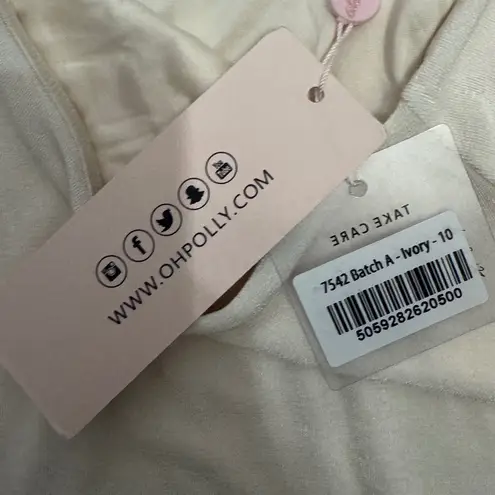 WWW.OHPOLLY.COM
TAKE CARE
7542 Batch A - Ivory - 10
5059282620500